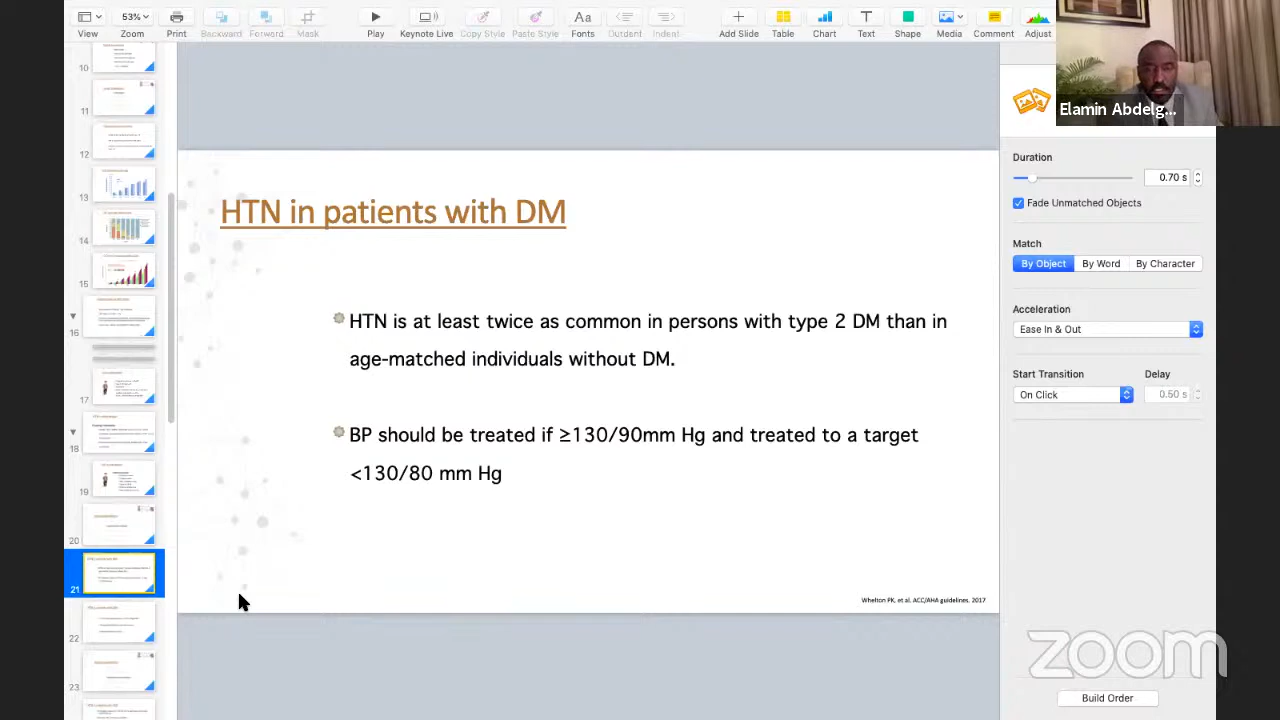 View
53%
Zoom
Print
Backward
Forward
Mask
Play
Keynote Live
Copy Style
Paste Style
Aa
Fonts
Outdent
Indent
Add Slide
Table
Chart
Text
Shape
Media
Comment
Adjust
Elamin Abdelg...
10
11
12
13
14
15
16
17
18
19
20
21
22
23
HTN in patients with DM
HTN is at least twice as common in persons with type 2 DM than in
age-matched individuals without DM.
BP should be treated if ≥130/90mm Hg and treated to a target
<130/80 mm Hg
Whelton PK, et al. ACC/AHA guidelines. 2017
Duration
0.70 s
Fade Unmatched Objects
Match
By Object
By Word
By Character
Acceleration
Ease In & Out
Start Transition
Delay
On Click
0.50 s
zoom
Build Order